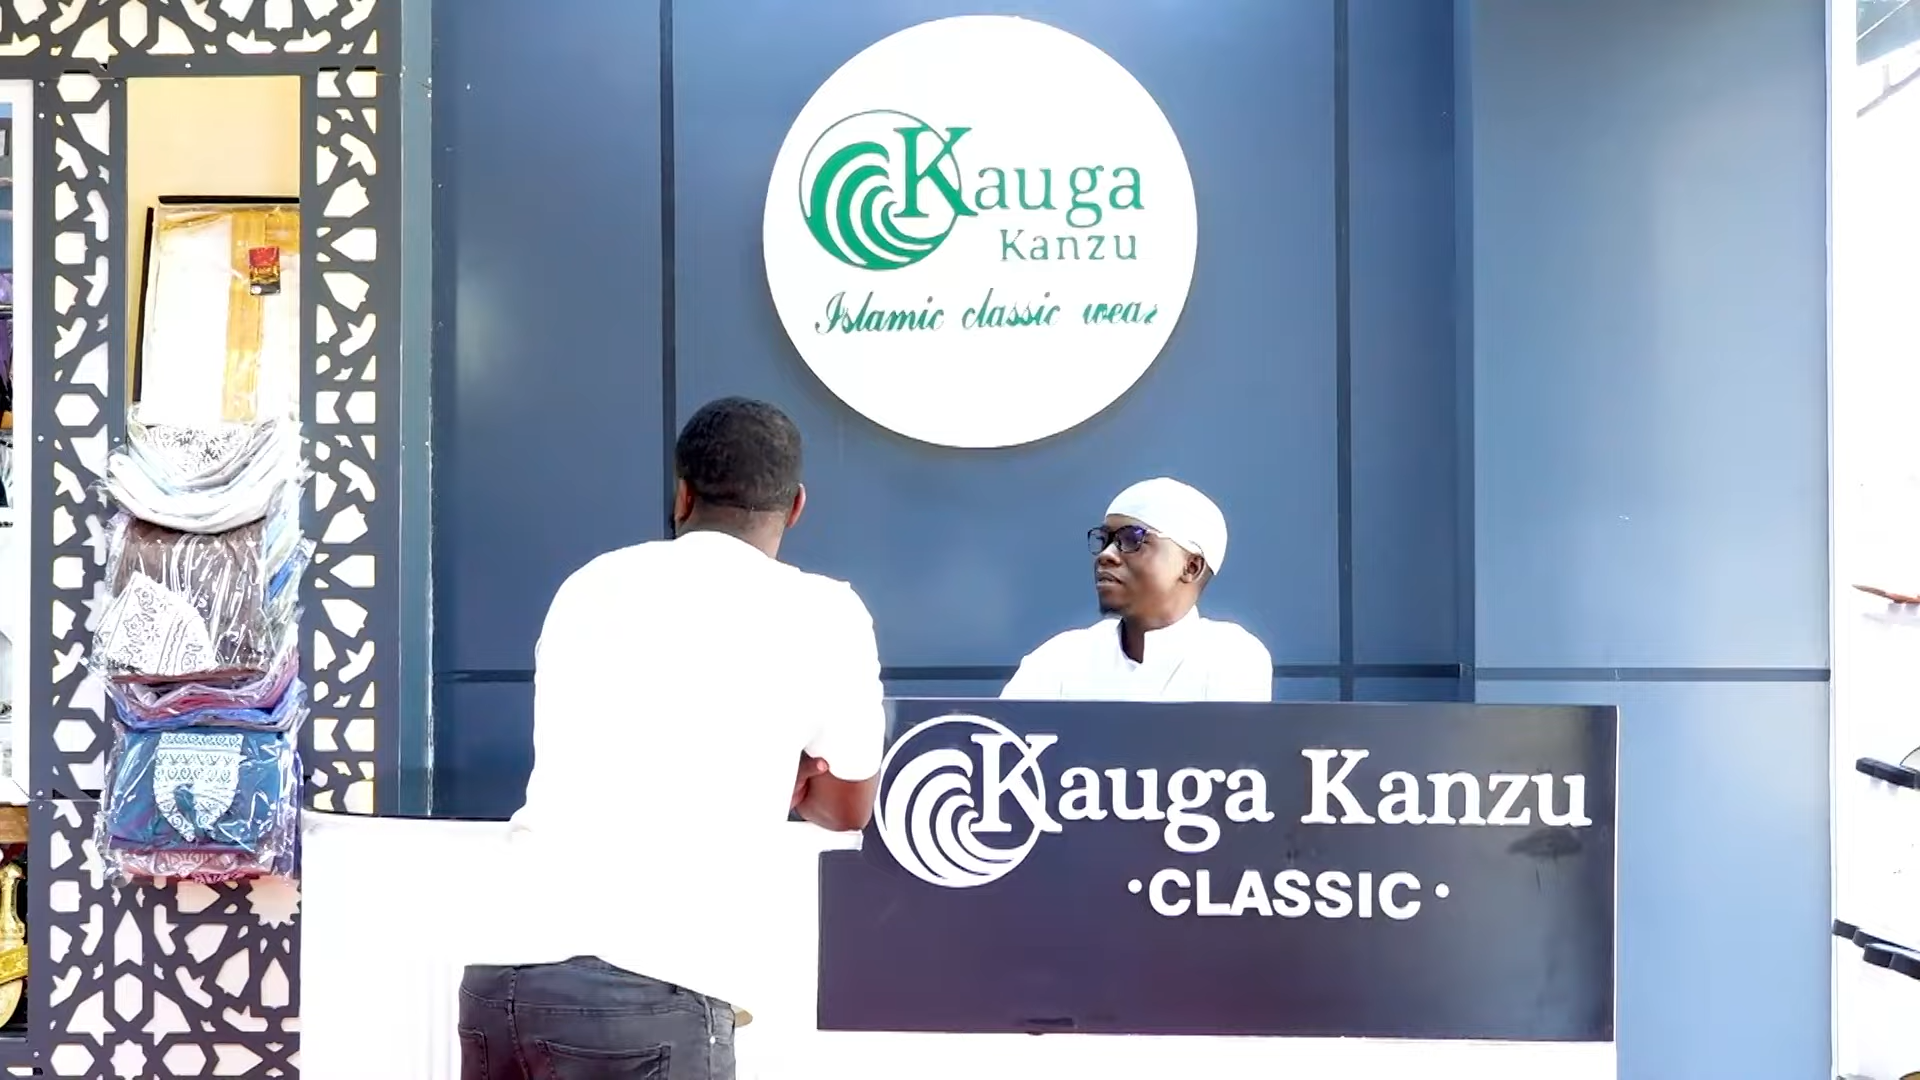 Kauga
Kanzu
Islamic classic wear
Kauga Kanzu
·CLASSIC·